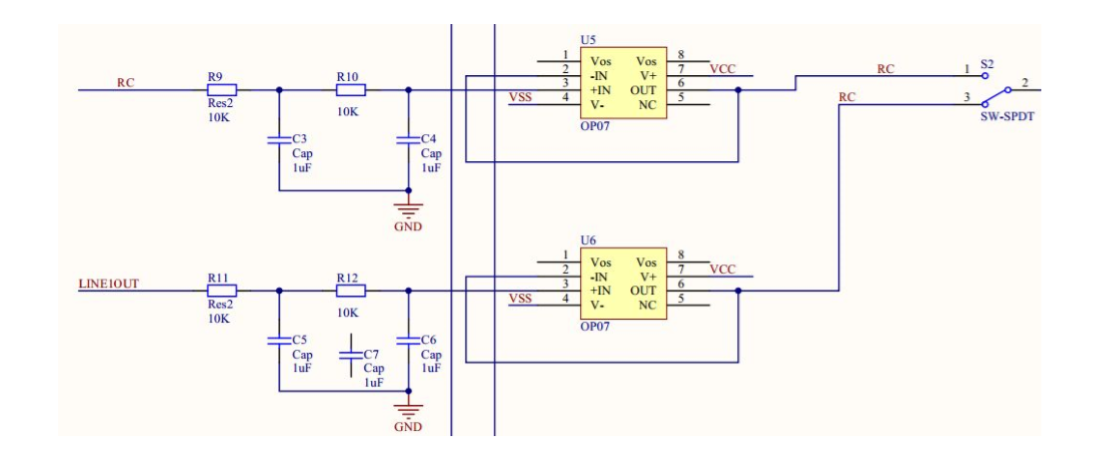 U5
1 Vos Vos 8
2 -IN V+ 7 VCC
3 +IN OUT 6
VSS 4 V- NC 5
OP07
RC
R9
Res2
10K
R10
10K
C3
Cap
1uF
C4
Cap
1uF
GND
RC
RC
1
S2
2
3
SW-SPDT
U6
1 Vos Vos 8
2 -IN V+ 7 VCC
3 +IN OUT 6
VSS 4 V- NC 5
OP07
LINE1OUT
R11
Res2
10K
R12
10K
C5
Cap
1uF
C7
Cap
1uF
C6
Cap
1uF
GND